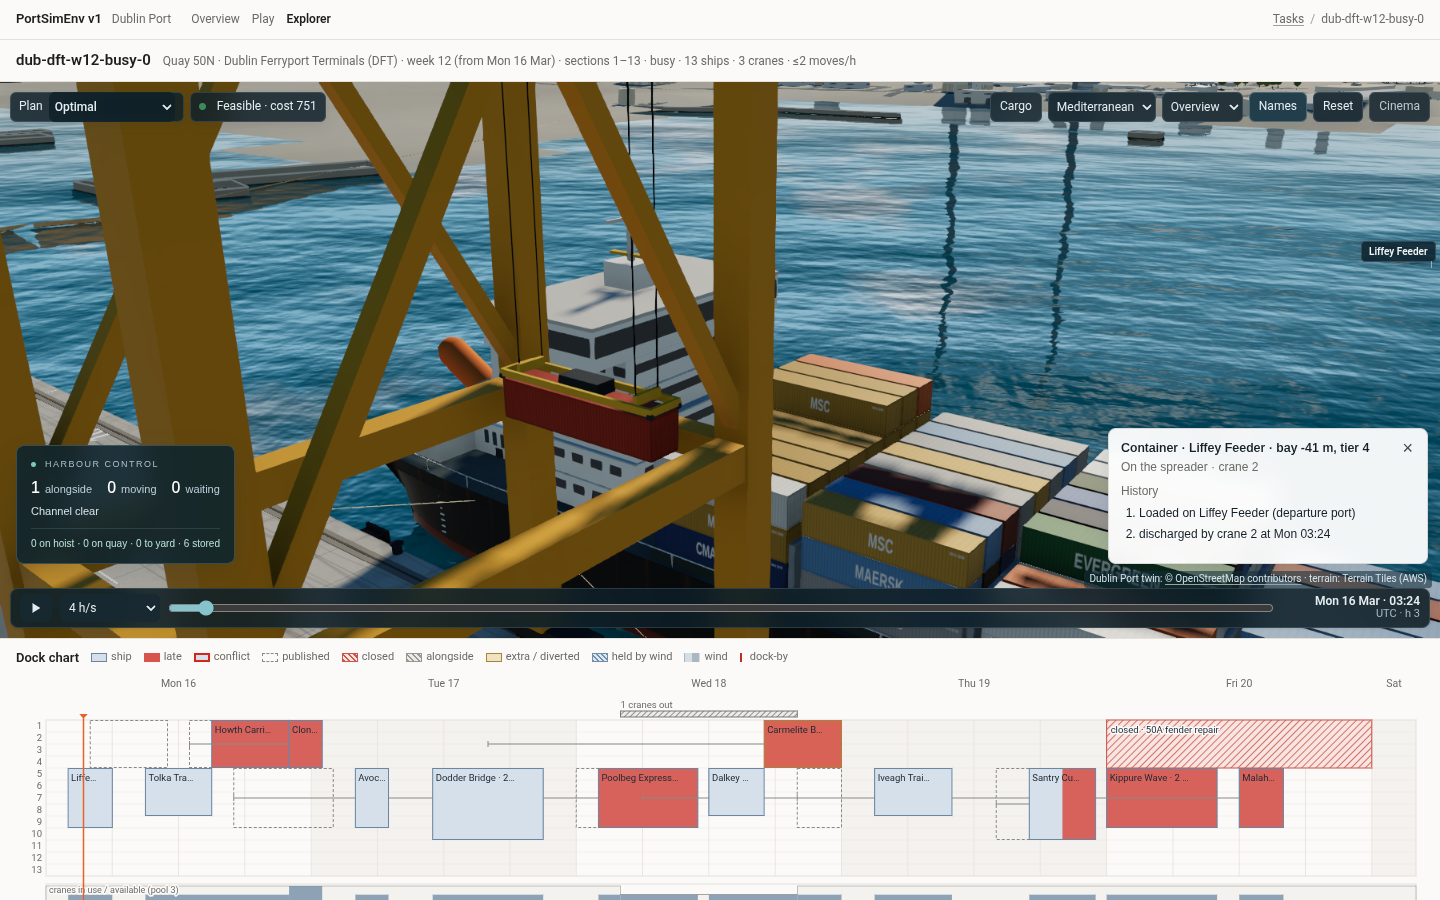 PortSimEnv v1 Dublin Port Overview Play Explorer Tasks / dub-dft-w12-busy-0
dub-dft-w12-busy-0 Quay 50N · Dublin Ferryport Terminals (DFT) · week 12 (from Mon 16 Mar) · sections 1–13 · busy · 13 ships · 3 cranes · ≤2 moves/h
Plan Optimal Feasible · cost 751 Cargo Mediterranean Overview Names Reset Cinema
Liffey Feeder
MSC
MSC
CMA
MAERSK
EVERGREEN
HARBOUR CONTROL
1 alongside 0 moving 0 waiting
Channel clear
0 on hoist · 0 on quay · 0 to yard · 6 stored
Container · Liffey Feeder · bay -41 m, tier 4 ×
On the spreader · crane 2
History
1. Loaded on Liffey Feeder (departure port)
2. discharged by crane 2 at Mon 03:24
Dublin Port twin: © OpenStreetMap contributors · terrain: Terrain Tiles (AWS)
4 h/s Mon 16 Mar · 03:24
UTC · h 3
Dock chart ship late conflict published closed alongside extra / diverted held by wind wind dock-by
Mon 16 Tue 17 Wed 18 Thu 19 Fri 20 Sat
1 cranes out
1
2
3
4
5
6
7
8
9
10
11
12
13
Howth Carri... Clon... Carmelite B... closed · 50A fender repair
Liffe... Tolka Tra... Avoc... Dodder Bridge · 2... Poolbeg Express... Dalkey ... Iveagh Trai... Santry Cu... Kippure Wave · 2 ... Malah...
cranes in use / available (pool 3)